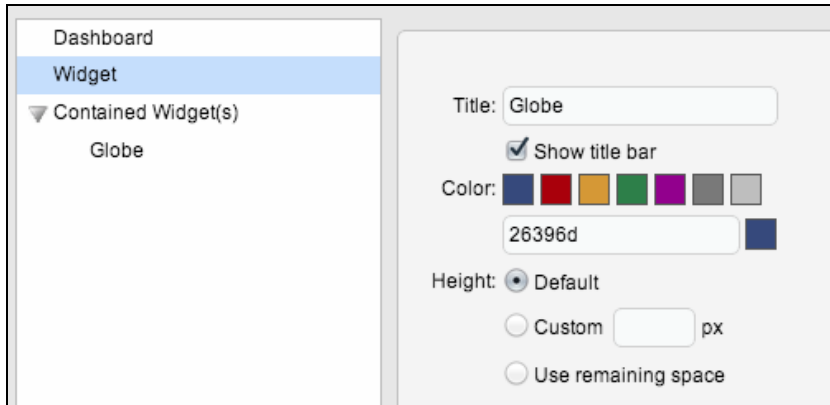 Dashboard
Widget
Contained Widget(s)
Globe
Title: Globe
Show title bar
Color:
26396d
Height: Default
Custom px
Use remaining space